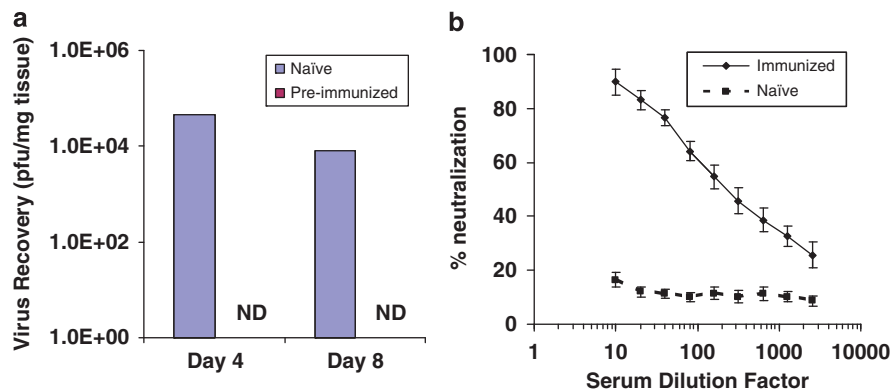 a
Virus Recovery (pfu/mg tissue)
1.0E+06
1.0E+04
1.0E+02
1.0E+00
Naïve
Pre-immunized
ND
ND
Day 4
Day 8
b
% neutralization
100
80
60
40
20
0
Immunized
Naïve
1
10
100
1000
10000
Serum Dilution Factor